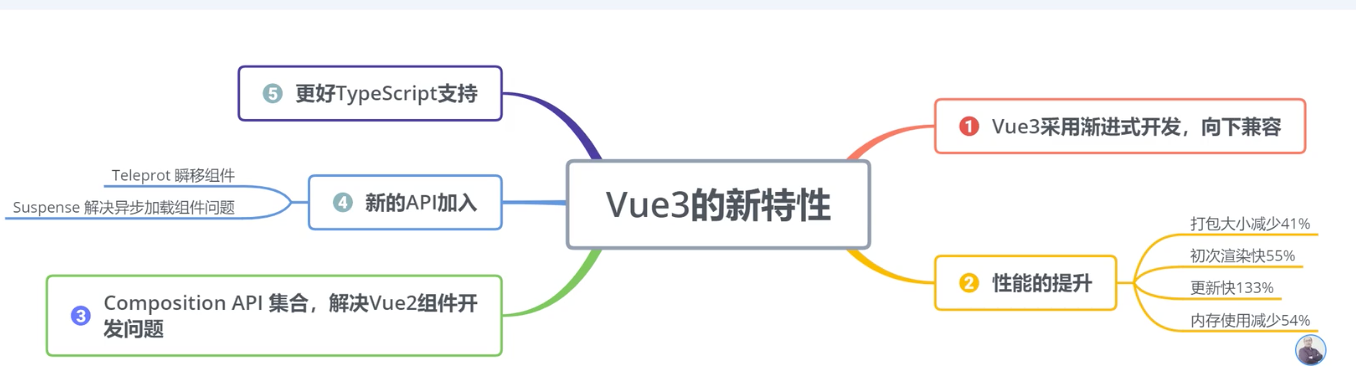 Vue3的新特性
1 Vue3采用渐进式开发，向下兼容
2 性能的提升
打包大小减少41%
初次渲染快55%
更新快133%
内存使用减少54%
3 Composition API 集合，解决Vue2组件开
发问题
4 新的API加入
Teleprot 瞬移组件
Suspense 解决异步加载组件问题
5 更好TypeScript支持